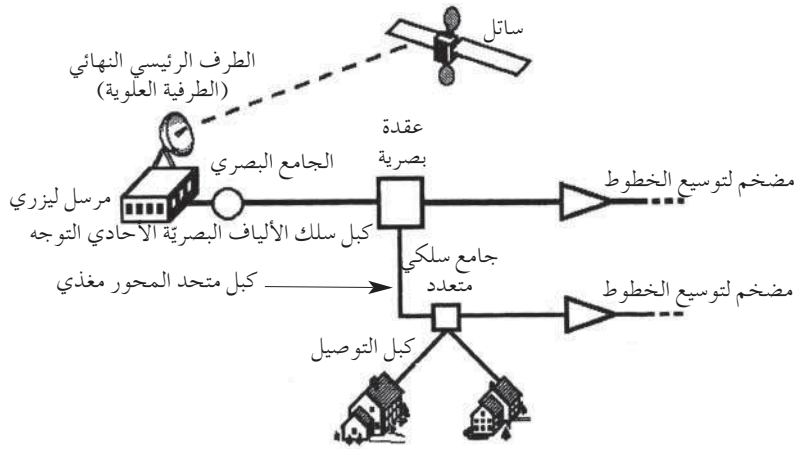 ساتل
الطرف الرئيسي النهائي
(الطرفية العلوية)
عقدة
بصرية
الجامع البصري
مضخم لتوسيع الخطوط
مرسل ليزري
كبل سلك الألياف البصريّة الأحادي التوجه
جامع سلكي
متعدد
كبل متحد المحور مغذي
مضخم لتوسيع الخطوط
كبل التوصيل